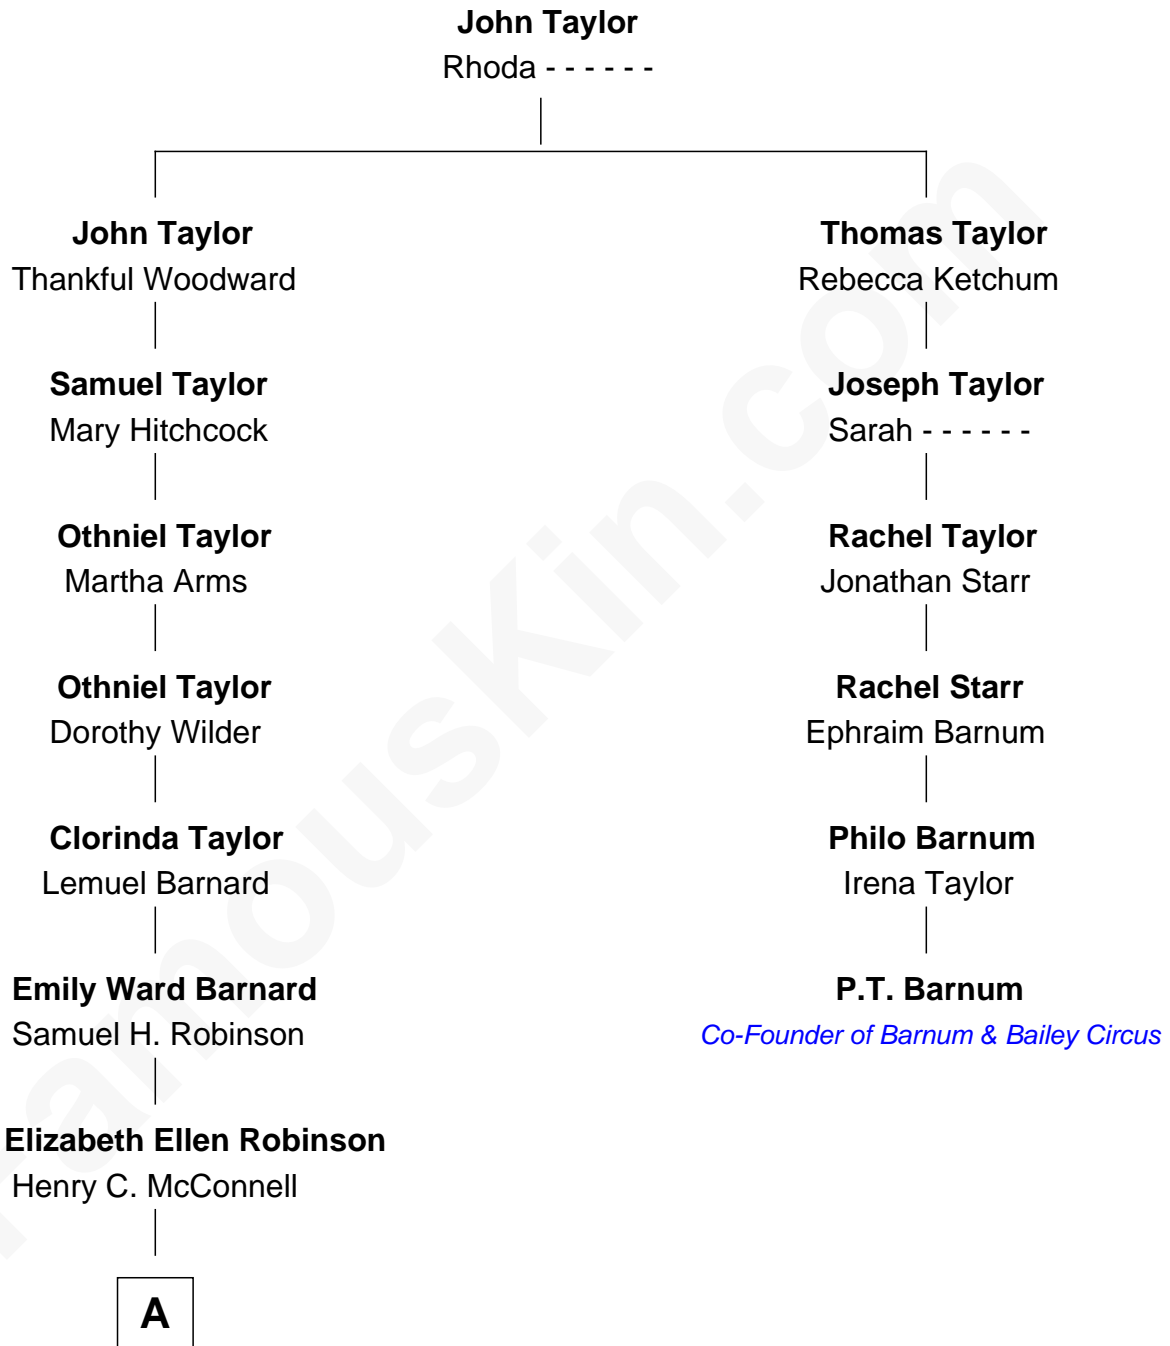 John Taylor
Rhoda - - - - - -
John Taylor
Thankful Woodward
Thomas Taylor
Rebecca Ketchum
Samuel Taylor
Mary Hitchcock
Joseph Taylor
Sarah - - - - - -
Othniel Taylor
Martha Arms
Rachel Taylor
Jonathan Starr
Othniel Taylor
Dorothy Wilder
Rachel Starr
Ephraim Barnum
Clorinda Taylor
Lemuel Barnard
Philo Barnum
Irena Taylor
Emily Ward Barnard
Samuel H. Robinson
P.T. Barnum
Co-Founder of Barnum & Bailey Circus
Elizabeth Ellen Robinson
Henry C. McConnell
A
FamousKin.com